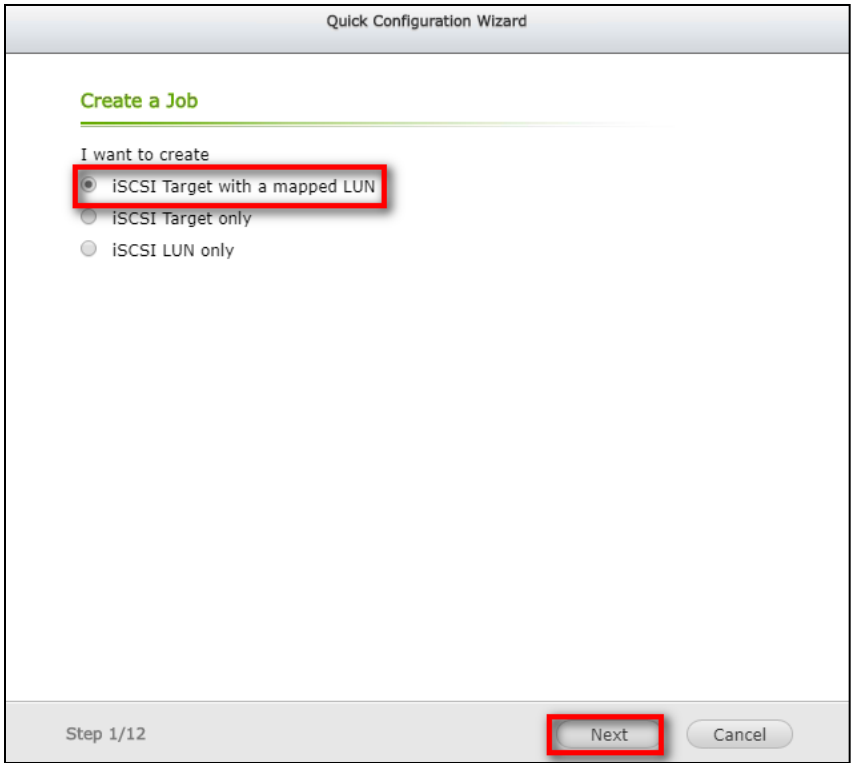 Quick Configuration Wizard
Create a Job
I want to create
iSCSI Target with a mapped LUN
iSCSI Target only
iSCSI LUN only
Step 1/12
Next
Cancel